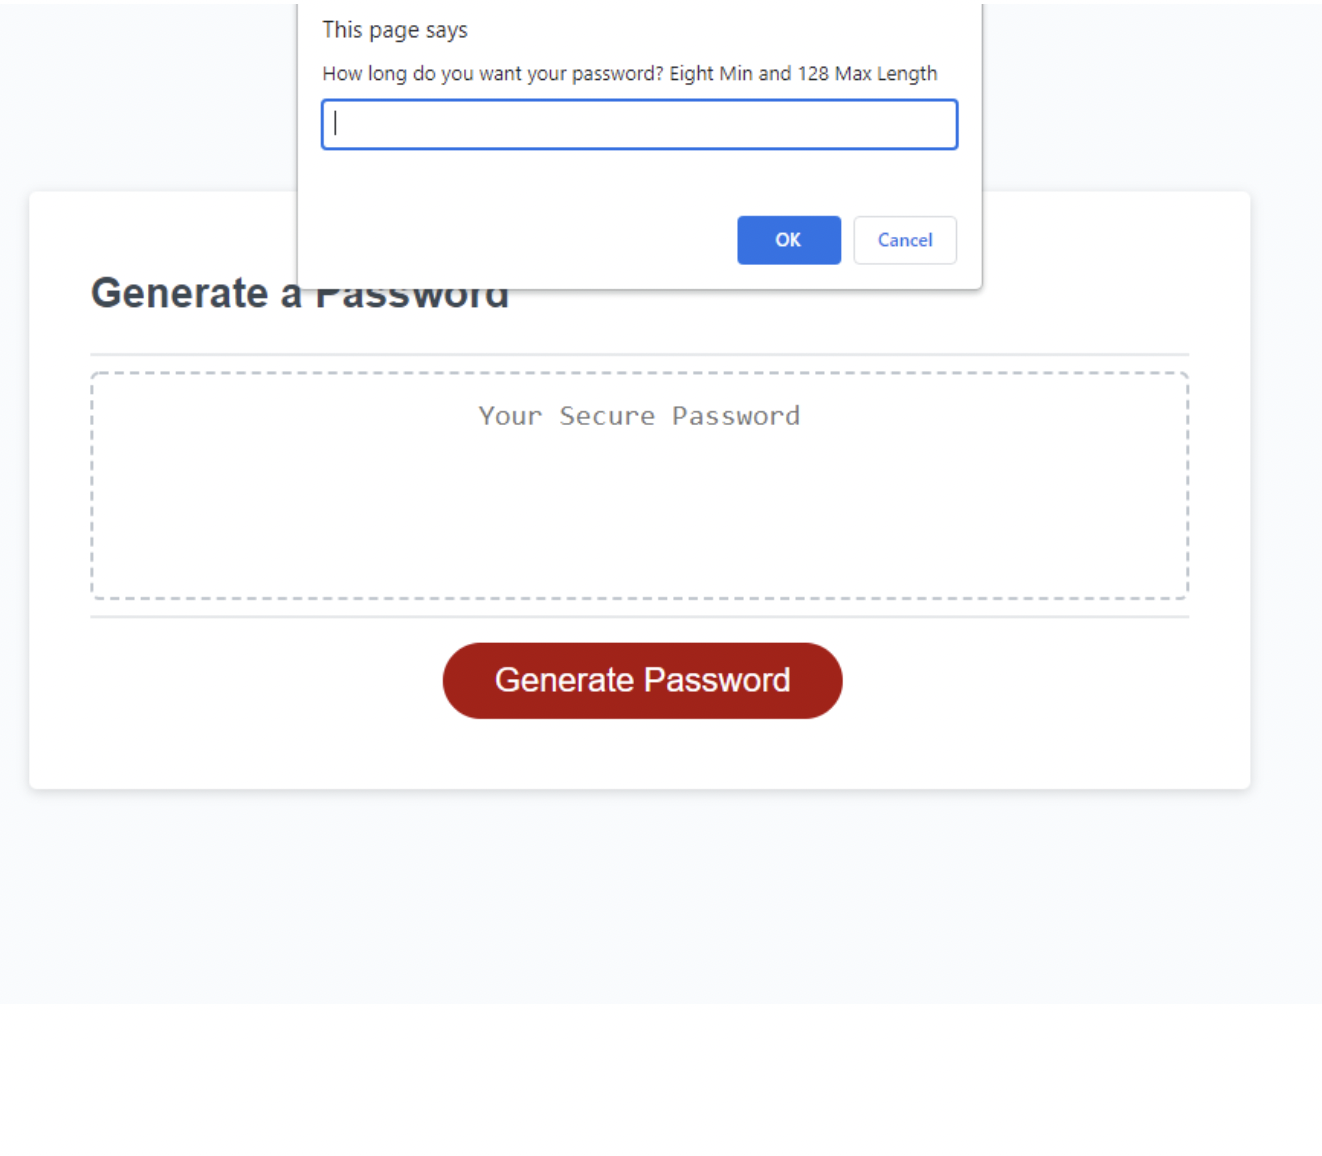 This page says
How long do you want your password? Eight Min and 128 Max Length
OK Cancel
Generate a Password
Your Secure Password
Generate Password